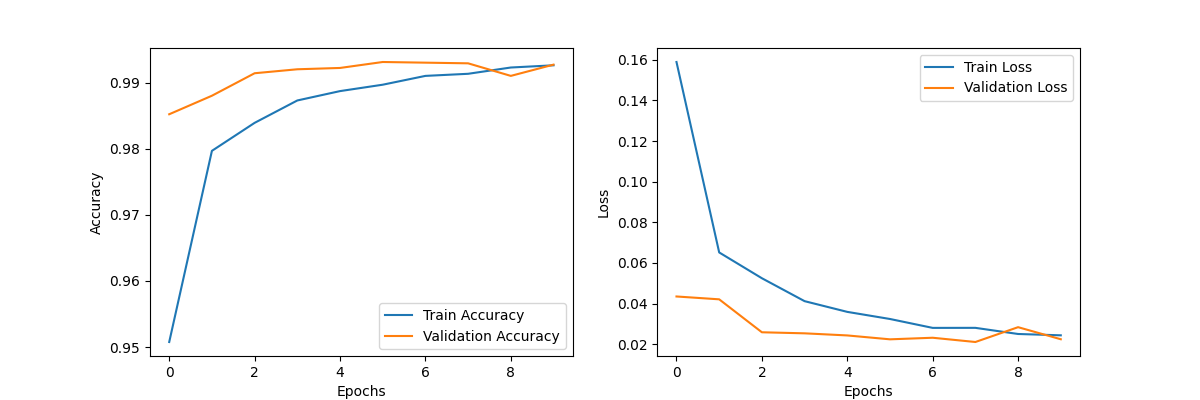 0.99
0.98
0.97
0.96
0.95
Accuracy
0 2 4 6 8
Epochs
Train Accuracy
Validation Accuracy
0.16
0.14
0.12
0.10
0.08
0.06
0.04
0.02
Loss
0 2 4 6 8
Epochs
Train Loss
Validation Loss